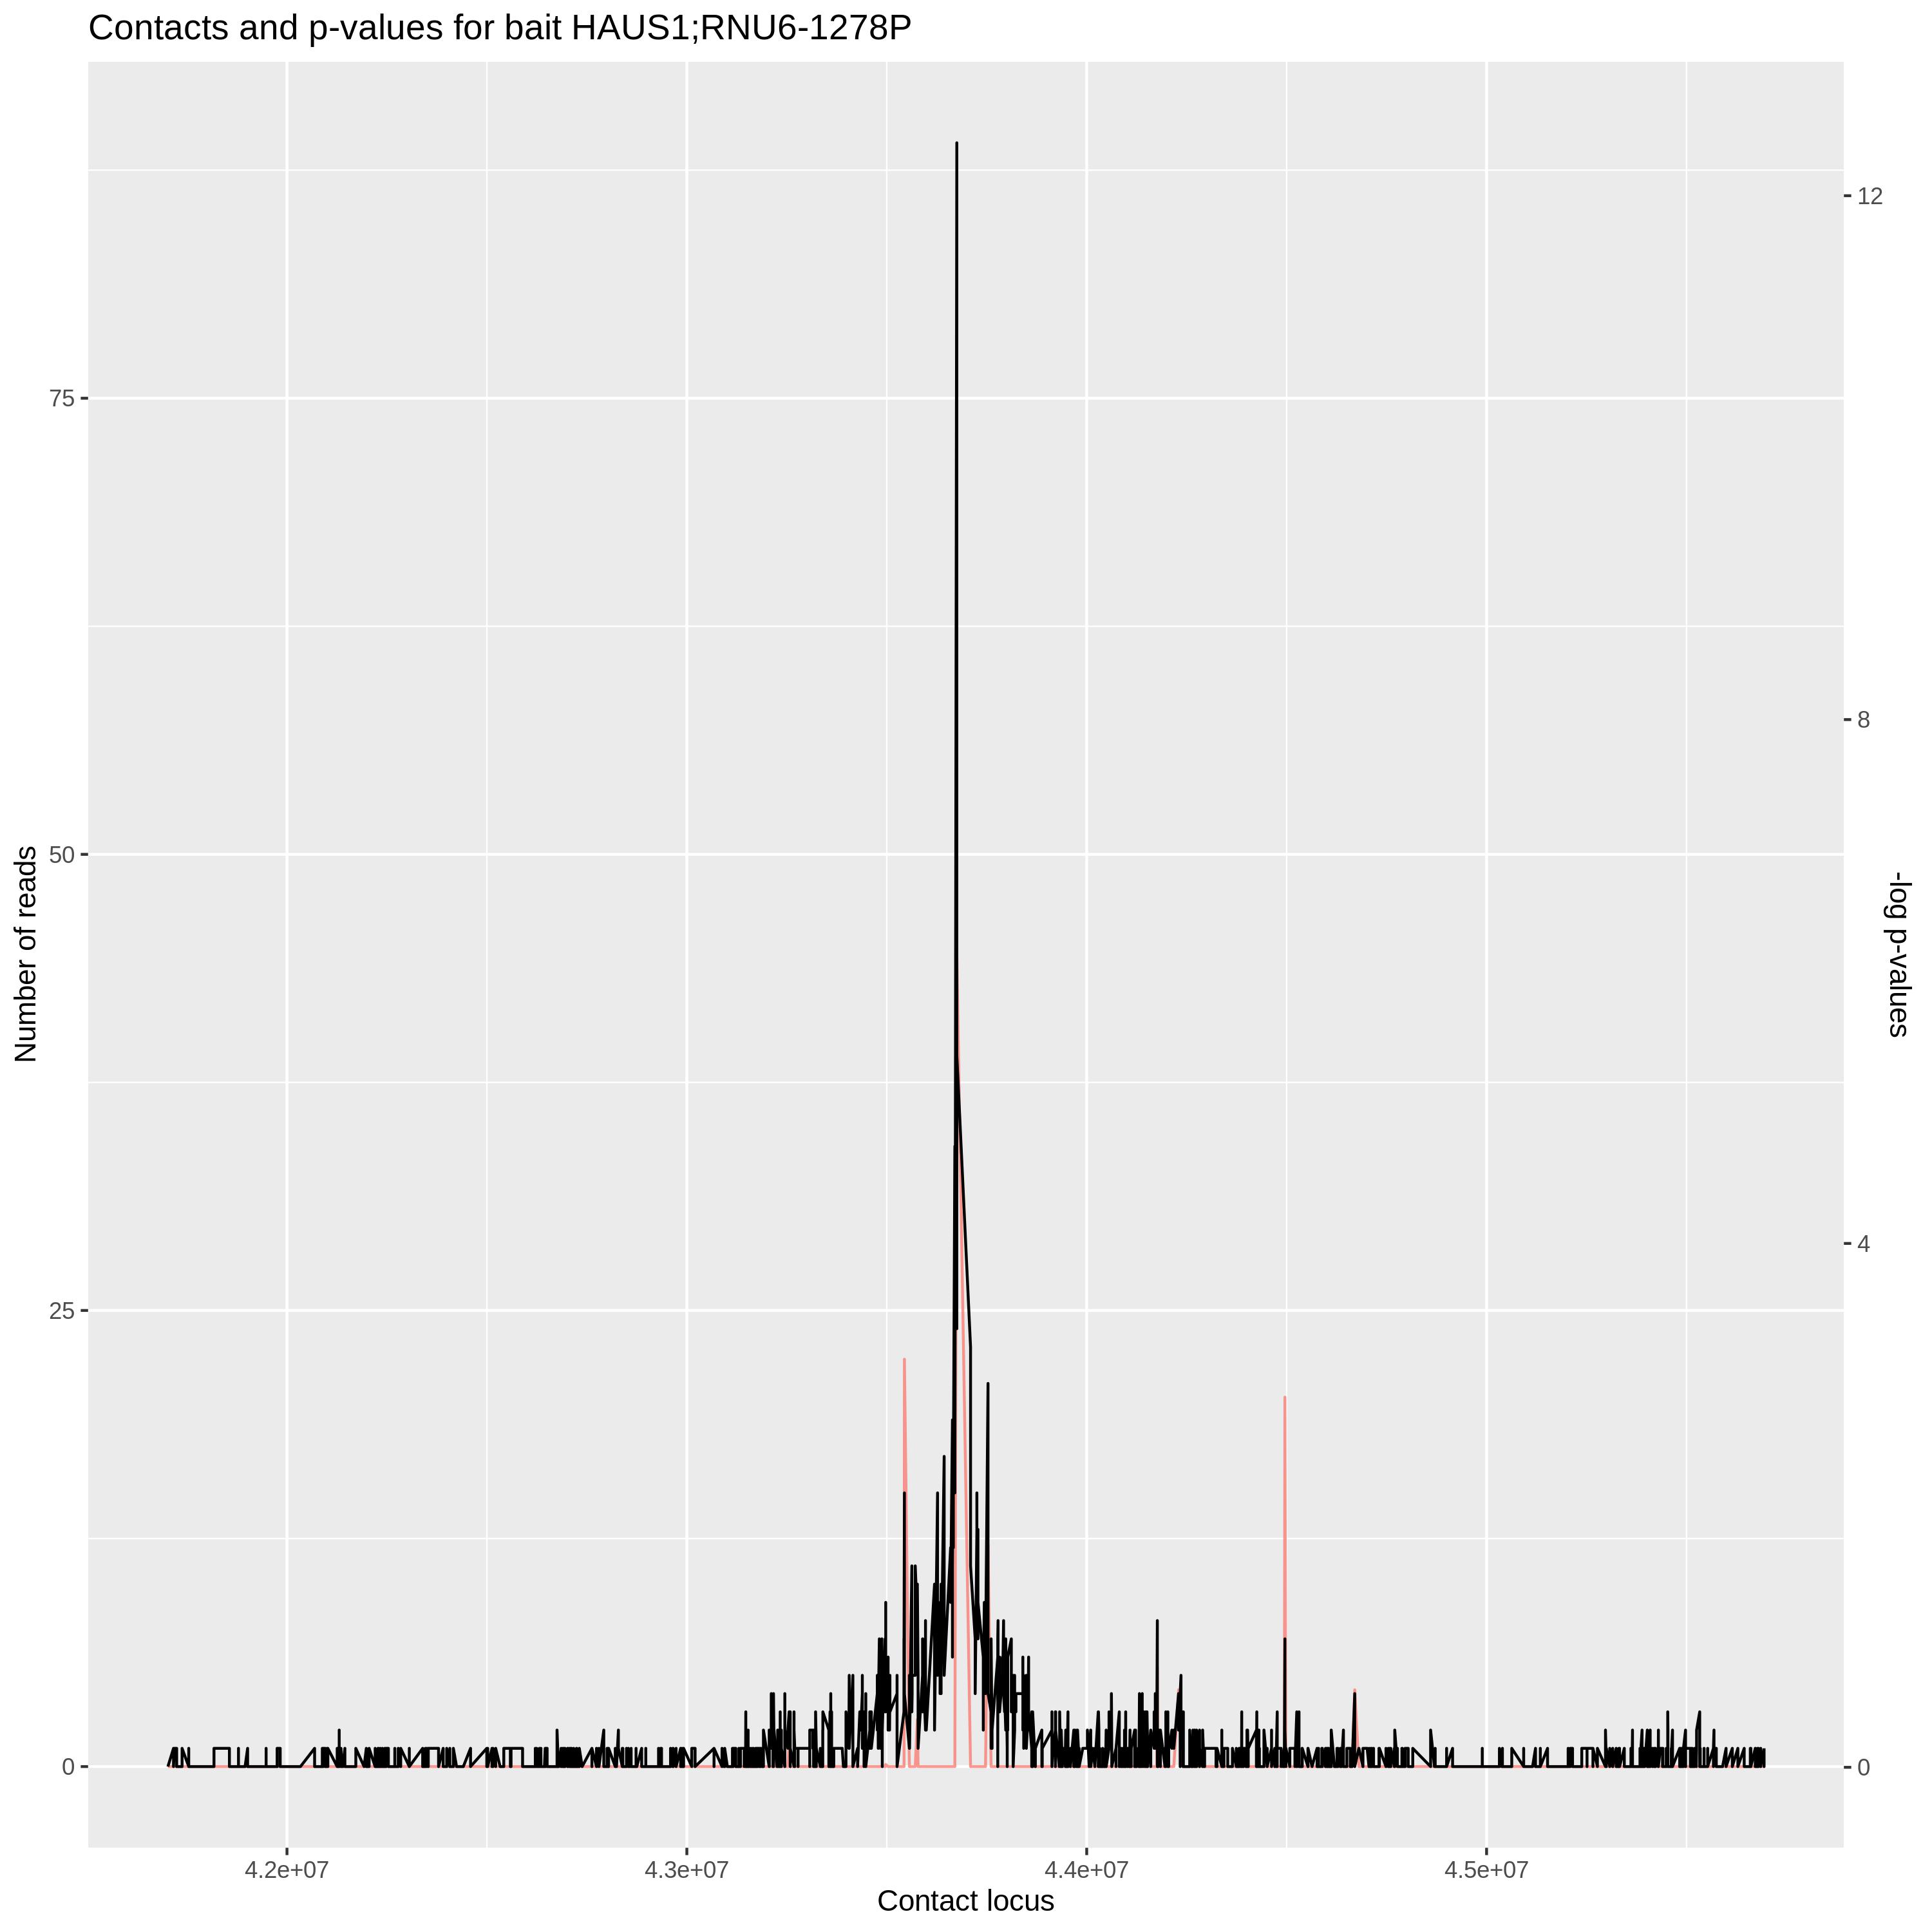 Contacts and p-values for bait HAUS1;RNU6-1278P
12
75
8
50
Number of reads
-log p-values
4
25
0
0
4.2e+07
4.3e+07
4.4e+07
4.5e+07
Contact locus